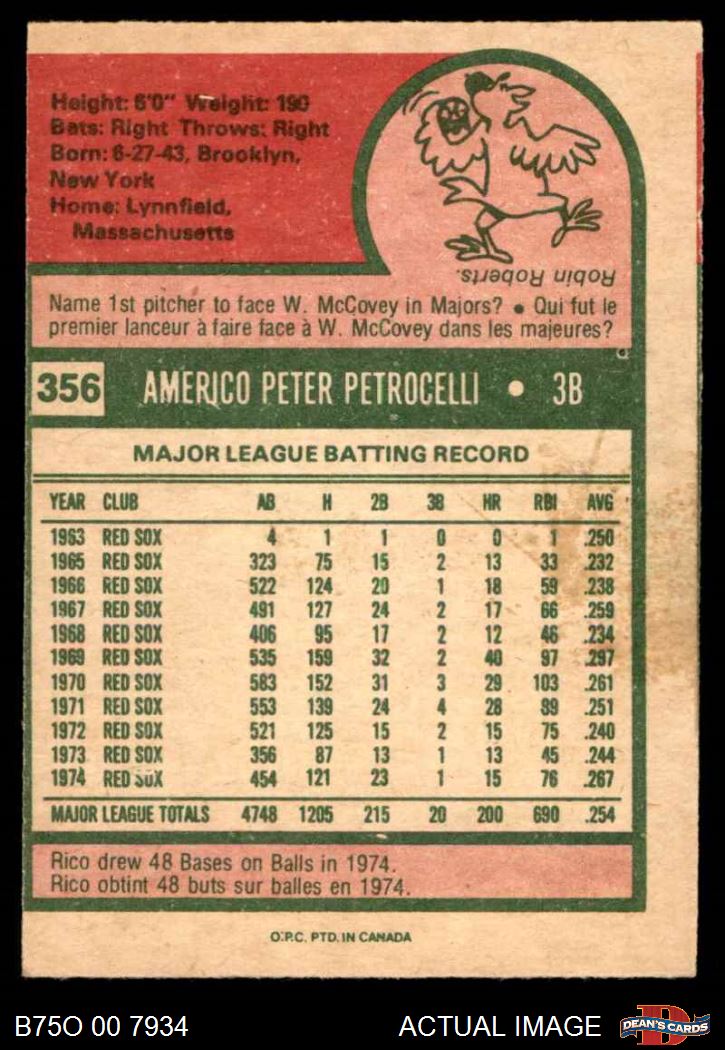 Height: 6'0" Weight: 190
Bats: Right Throws: Right
Born: 6-27-43, Brooklyn,
New York
Home: Lynnfield,
Massachusetts
Robin Roberts.
Name 1st pitcher to face W. McCovey in Majors? • Qui fut le
premier lanceur à faire face à W. McCovey dans les majeures?
356 AMERICO PETER PETROCELLI • 3B
MAJOR LEAGUE BATTING RECORD
YEAR CLUB AB H 2B 3B HR RBI AVG
1963 RED SOX 4 1 1 0 0 1 .250
1965 RED SOX 323 75 15 2 13 33 .232
1966 RED SOX 522 124 20 1 18 59 .238
1967 RED SOX 491 127 24 2 17 66 .259
1968 RED SOX 406 95 17 2 12 46 .234
1969 RED SOX 535 159 32 2 40 97 .297
1970 RED SOX 583 152 31 3 29 103 .261
1971 RED SOX 553 139 24 4 28 89 .251
1972 RED SOX 521 125 15 2 15 75 .240
1973 RED SOX 356 87 13 1 13 45 .244
1974 RED SOX 454 121 23 1 15 76 .267
MAJOR LEAGUE TOTALS 4748 1205 215 20 200 690 .254
Rico drew 48 Bases on Balls in 1974.
Rico obtint 48 buts sur balles en 1974.
O.P.C. PTD. IN CANADA
B75O 00 7934 ACTUAL IMAGE DEAN'S CARDS